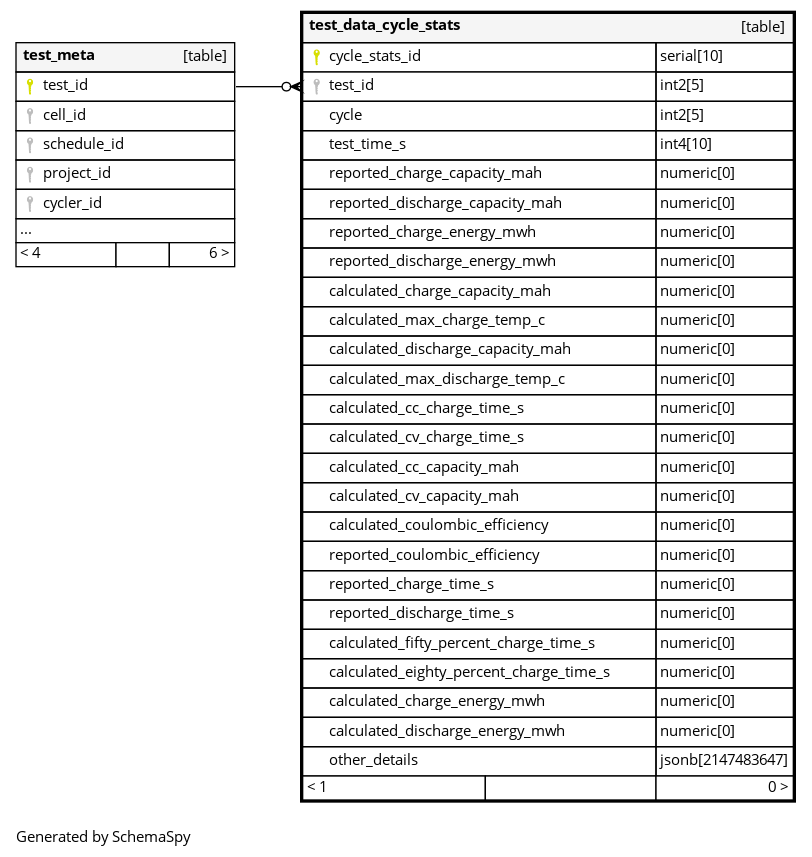 test_meta [table]
test_id
cell_id
schedule_id
project_id
cycler_id
...
< 4 6 >
test_data_cycle_stats [table]
cycle_stats_id serial[10]
test_id int2[5]
cycle int2[5]
test_time_s int4[10]
reported_charge_capacity_mah numeric[0]
reported_discharge_capacity_mah numeric[0]
reported_charge_energy_mwh numeric[0]
reported_discharge_energy_mwh numeric[0]
calculated_charge_capacity_mah numeric[0]
calculated_max_charge_temp_c numeric[0]
calculated_discharge_capacity_mah numeric[0]
calculated_max_discharge_temp_c numeric[0]
calculated_cc_charge_time_s numeric[0]
calculated_cv_charge_time_s numeric[0]
calculated_cc_capacity_mah numeric[0]
calculated_cv_capacity_mah numeric[0]
calculated_coulombic_efficiency numeric[0]
reported_coulombic_efficiency numeric[0]
reported_charge_time_s numeric[0]
reported_discharge_time_s numeric[0]
calculated_fifty_percent_charge_time_s numeric[0]
calculated_eighty_percent_charge_time_s numeric[0]
calculated_charge_energy_mwh numeric[0]
calculated_discharge_energy_mwh numeric[0]
other_details jsonb[2147483647]
< 1 0 >
Generated by SchemaSpy